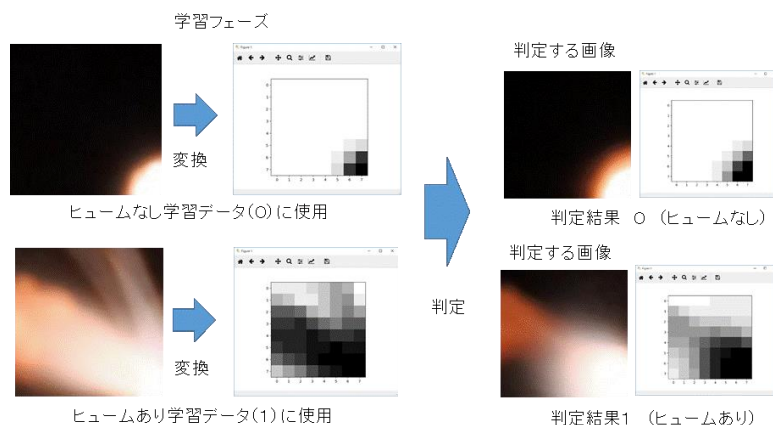 学習フェーズ
変換
ヒュームなし学習データ(0)に使用
変換
ヒュームあり学習データ(1)に使用
判定
判定する画像
判定結果 0 (ヒュームなし)
判定する画像
判定結果1 (ヒュームあり)